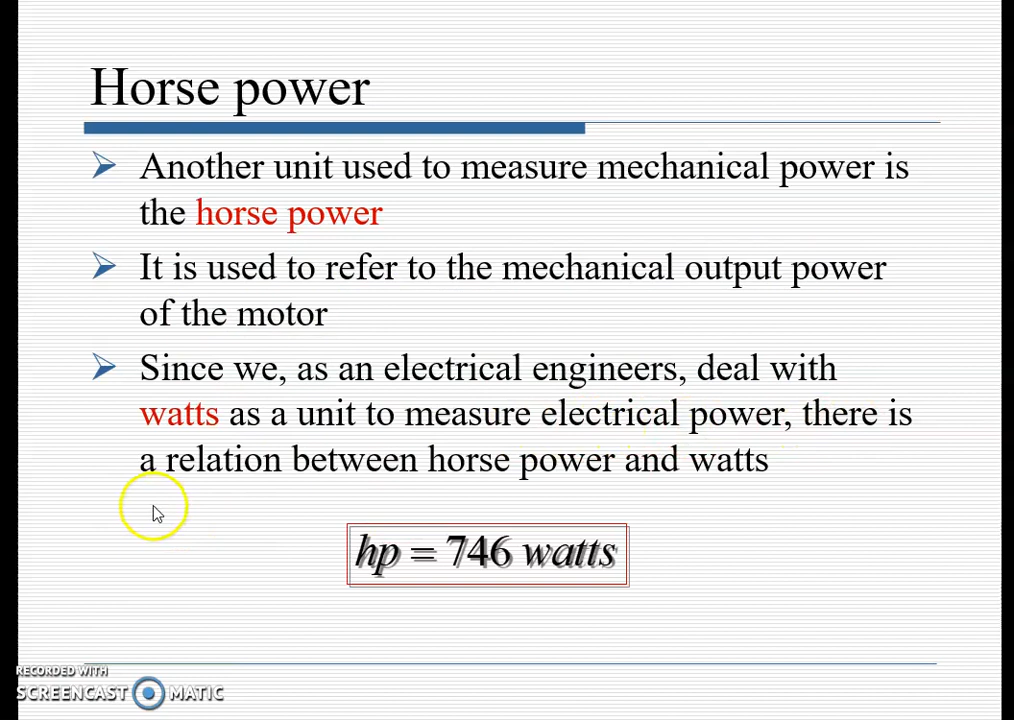 Horse power
Another unit used to measure mechanical power is
the horse power
It is used to refer to the mechanical output power
of the motor
Since we, as an electrical engineers, deal with
watts as a unit to measure electrical power, there is
a relation between horse power and watts
hp = 746 watts
RECORDED WITH
SCREENCAST MATIC